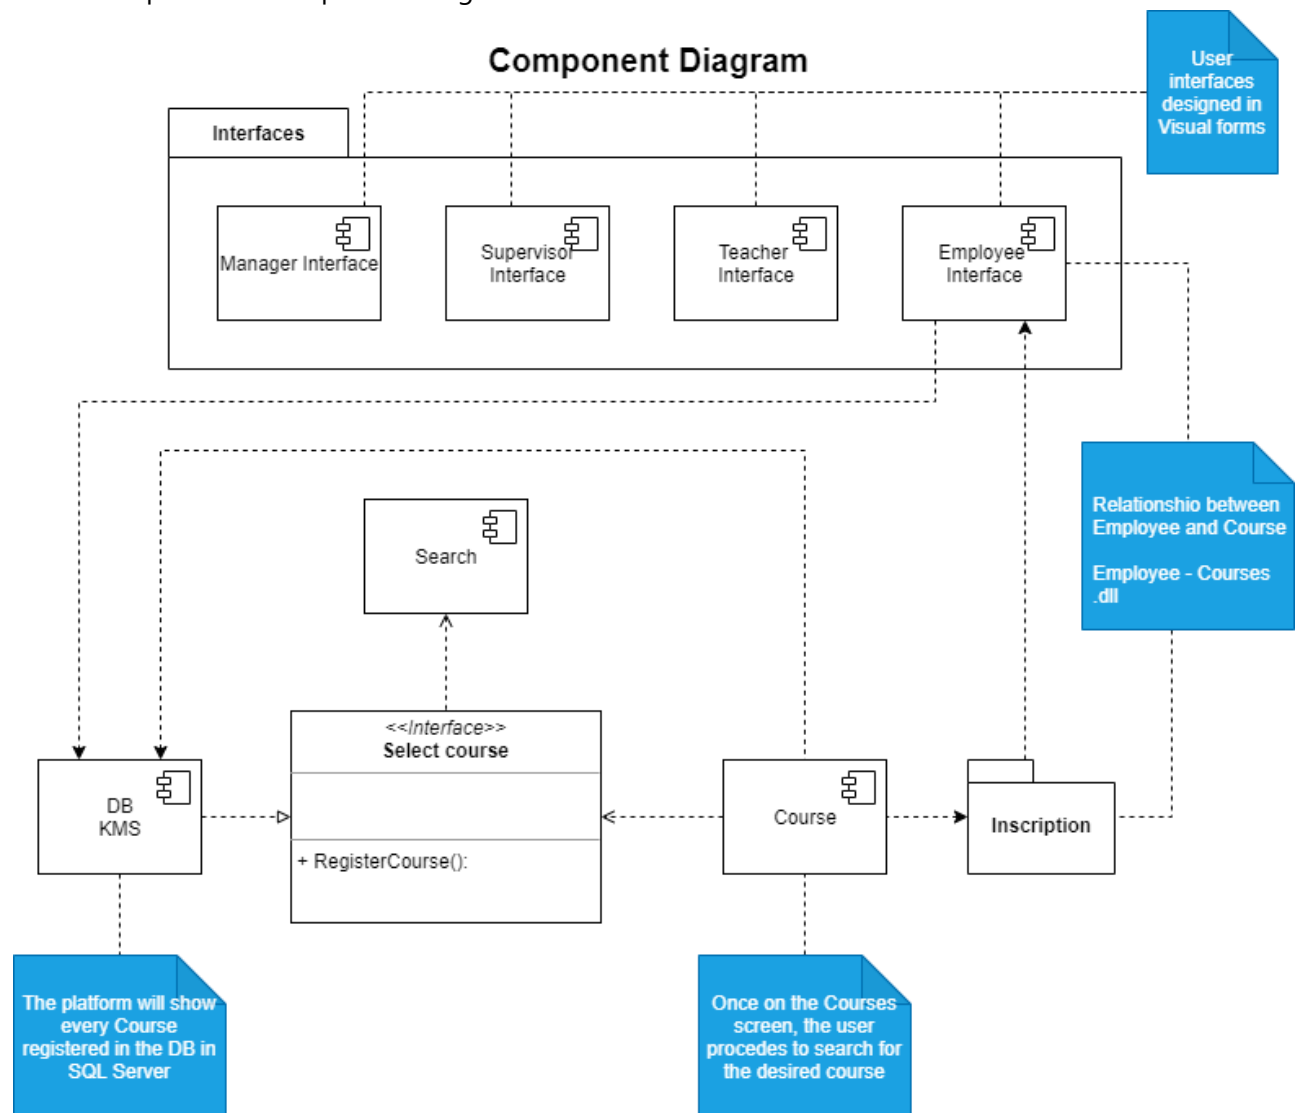 Component Diagram
User
interfaces
designed in
Visual forms
Interfaces
Manager Interface
Supervisor
Interface
Teacher
Interface
Employee
Interface
Relationshio between
Employee and Course
Employee - Courses
.dll
Search
<<Interface>>
Select course
+ RegisterCourse():
DB
KMS
Course
Inscription
The platform will show
every Course
registered in the DB in
SQL Server
Once on the Courses
screen, the user
procedes to search for
the desired course